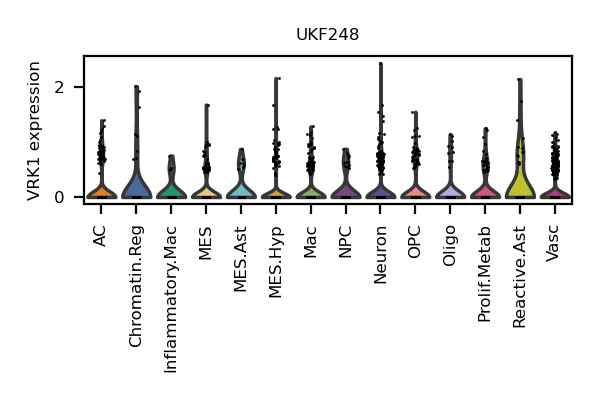 UKF248
VRK1 expression
2
0
AC
Chromatin.Reg
Inflammatory.Mac
MES
MES.Ast
MES.Hyp
Mac
NPC
Neuron
OPC
Oligo
Prolif.Metab
Reactive.Ast
Vasc